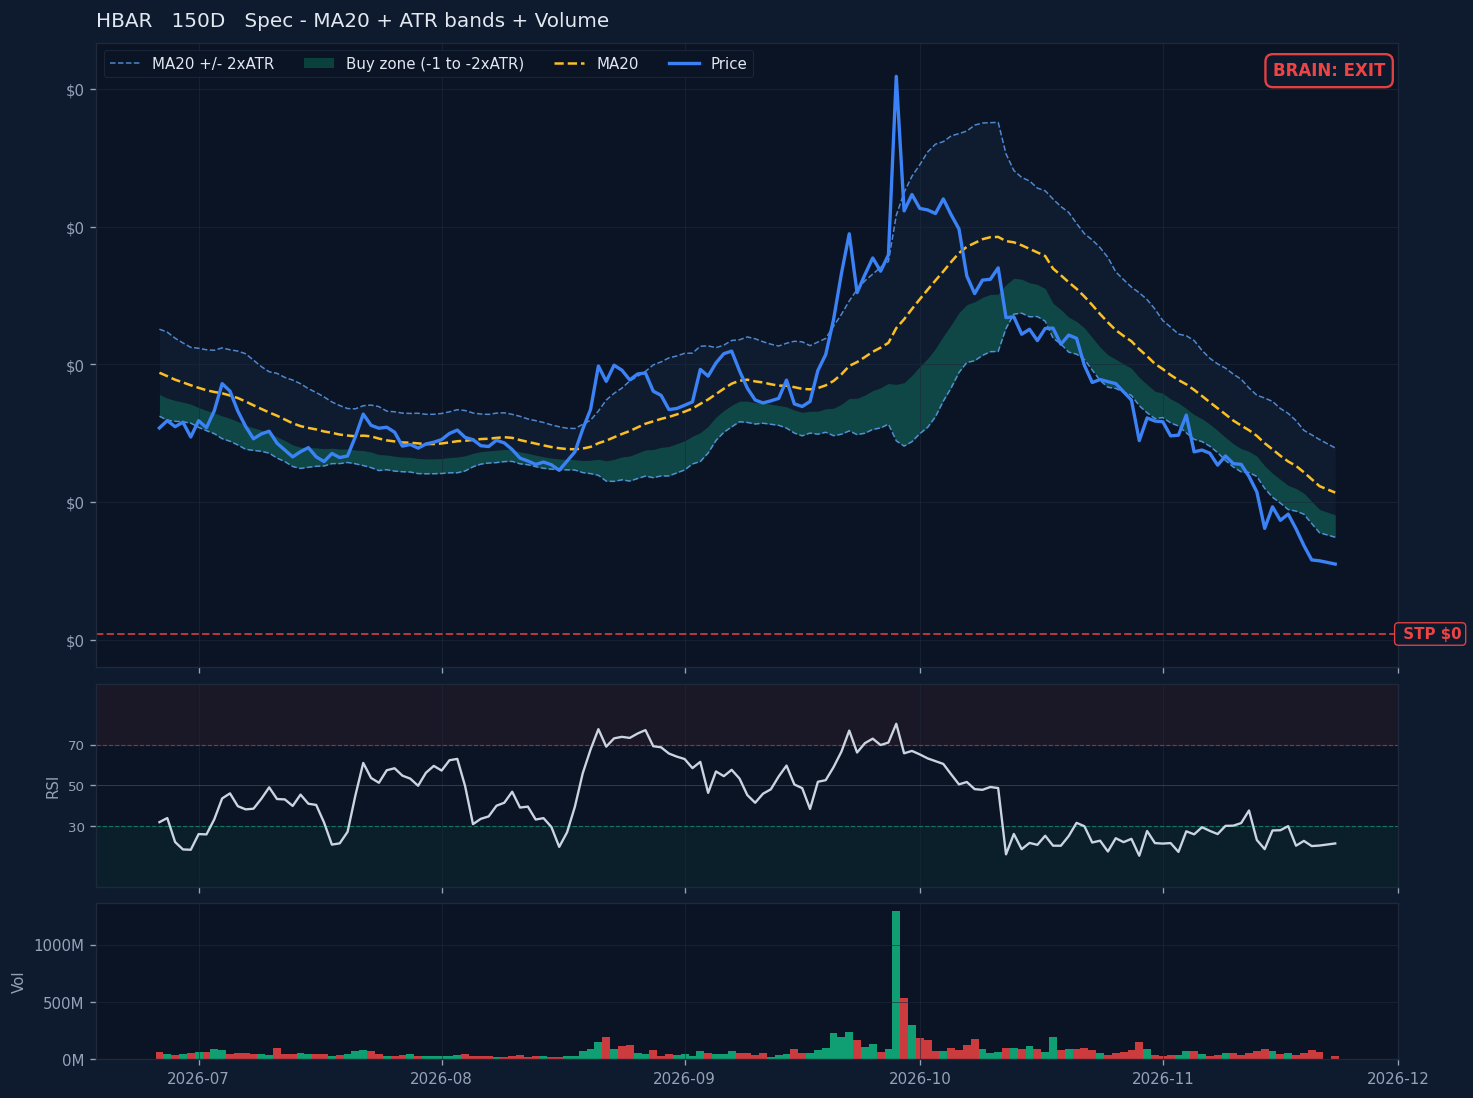 HBAR 150D Spec - MA20 + ATR bands + Volume
MA20 +/- 2xATR Buy zone (-1 to -2xATR) MA20 Price
BRAIN: EXIT
$0
$0
$0
$0
$0
STP $0
70
50
30
RSI
1000M
500M
0M
Vol
2026-07 2026-08 2026-09 2026-10 2026-11 2026-12